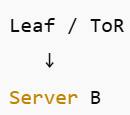 Leaf / ToR
↓
Server B